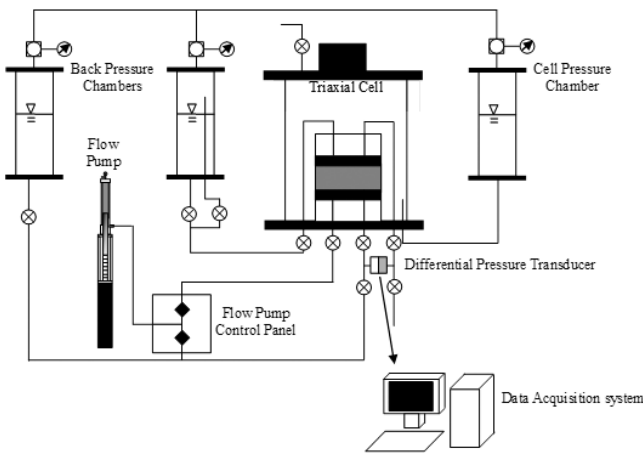 Back Pressure
Chambers
Triaxial Cell
Cell Pressure
Chamber
Flow
Pump
Differential Pressure Transducer
Flow Pump
Control Panel
Data Acquisition system